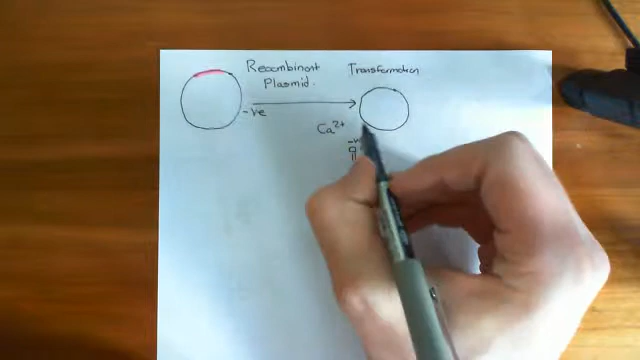 Recombinant
Plasmid.
Transformation
-ve
Ca2+